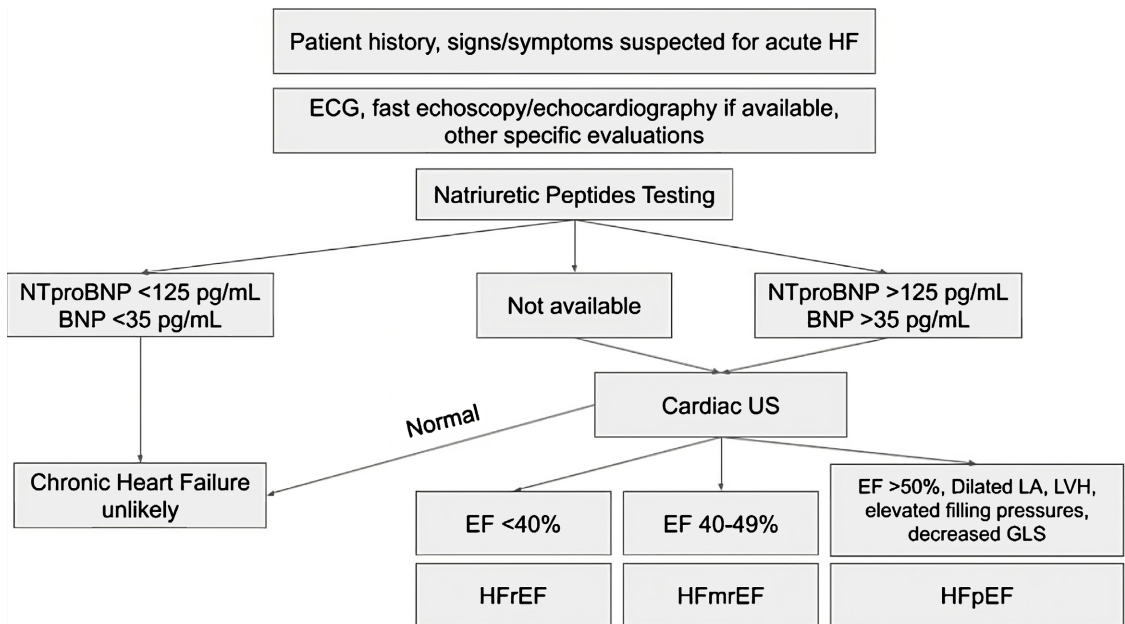 Patient history, signs/symptoms suspected for acute HF
ECG, fast echoscopy/echocardiography if available,
other specific evaluations
Natriuretic Peptides Testing
NTproBNP <125 pg/mL
BNP <35 pg/mL
Not available
NTproBNP >125 pg/mL
BNP >35 pg/mL
Cardiac US
Normal
Chronic Heart Failure
unlikely
EF <40%
EF 40-49%
EF >50%, Dilated LA, LVH,
elevated filling pressures,
decreased GLS
HFrEF
HFmrEF
HFpEF